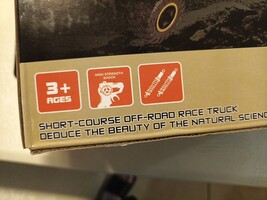 3+
AGES
HIGH STRENGTH
SHORT-COURSE OFF-ROAD RACE TRUCK
DEDUCE THE BEAUTY OF THE NATURAL SCIENC